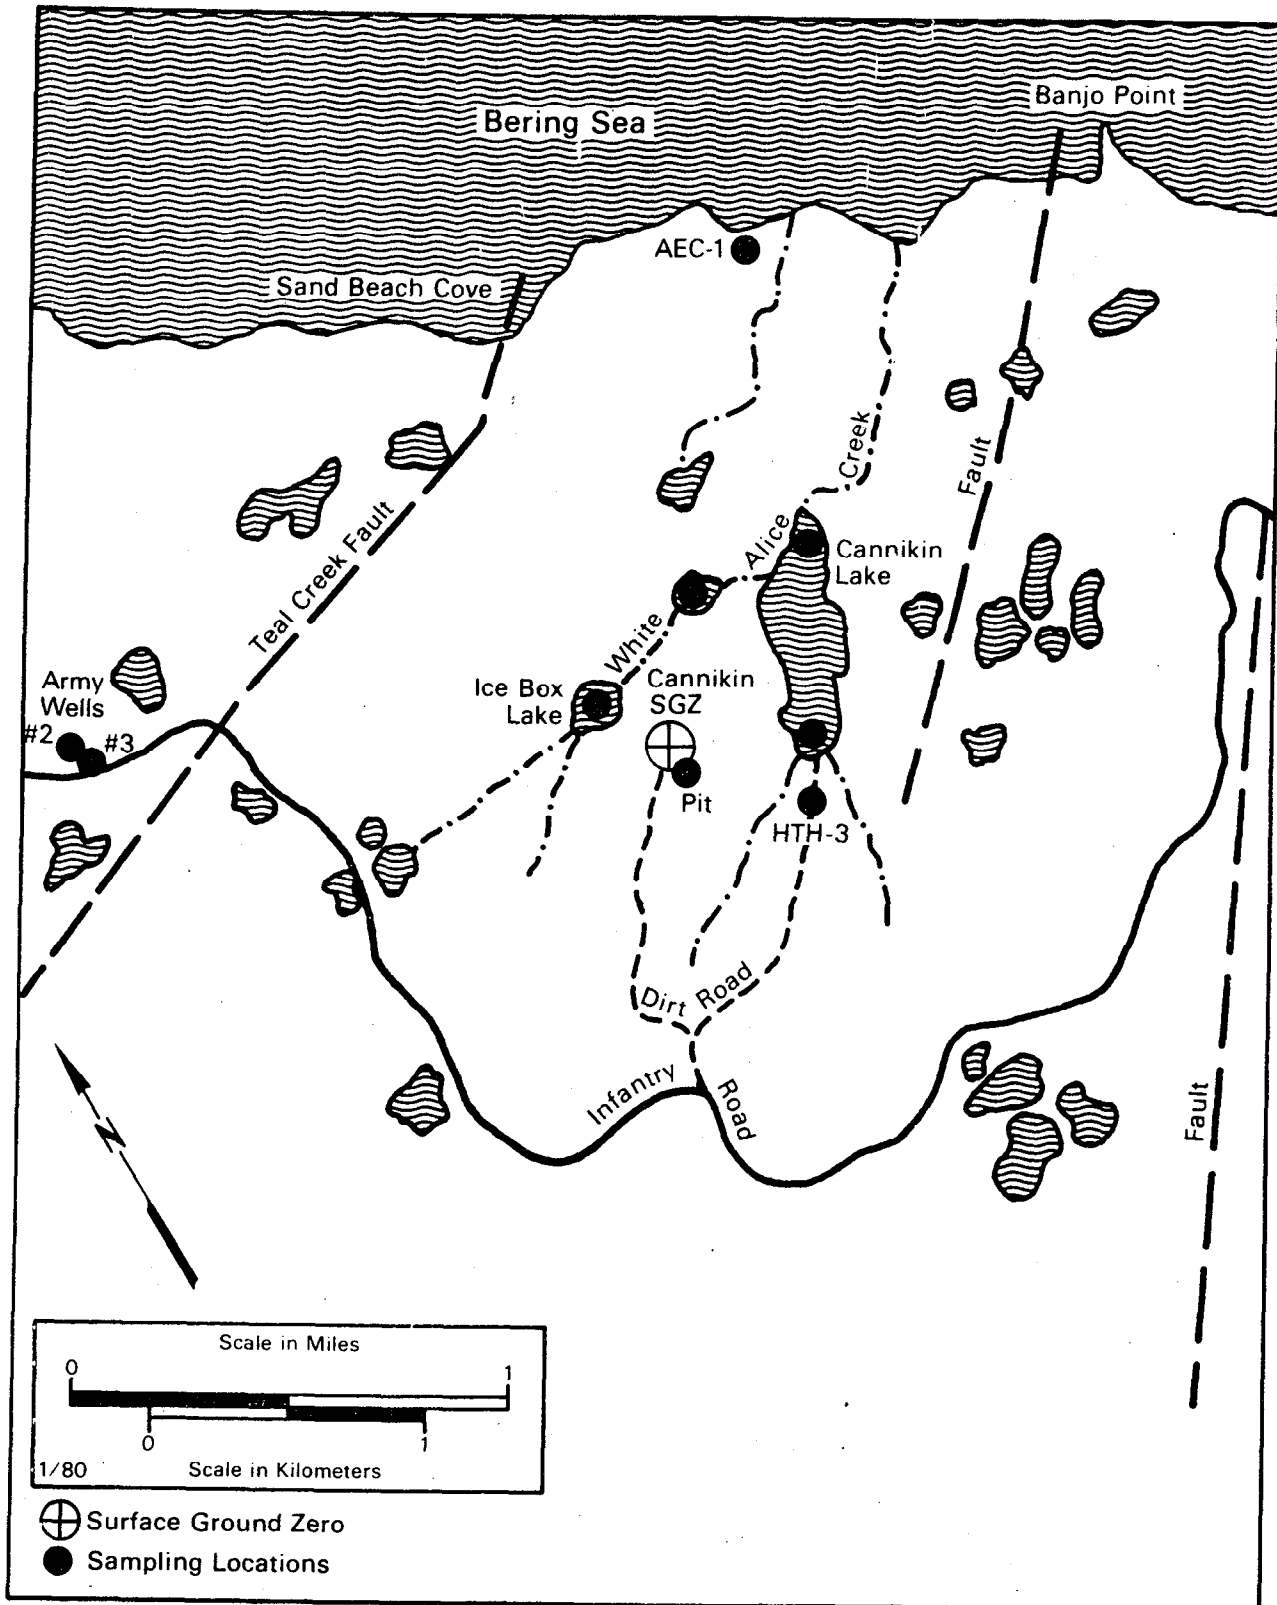 Banjo Point
Bering Sea
AEC-1
Sand Beach Cove
Creek
Fault
Alice
Cannikin
Lake
Teal Creek Fault
White
Army
Wells
#2
#3
Ice Box
Lake
Cannikin
SGZ
Pit
HTH-3
Dirt Road
Infantry
Road
Fault
N
Scale in Miles
0 1
0 1
1/80 Scale in Kilometers
Surface Ground Zero
Sampling Locations